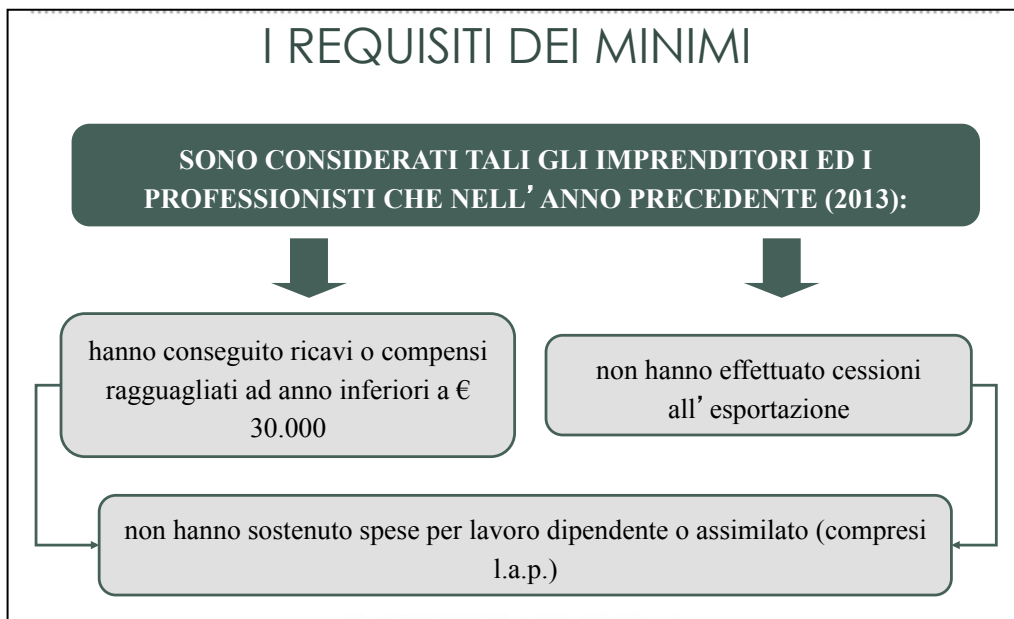 I REQUISITI DEI MINIMI
SONO CONSIDERATI TALI GLI IMPRENDITORI ED I
PROFESSIONISTI CHE NELL’ ANNO PRECEDENTE (2013):
hanno conseguito ricavi o compensi
ragguagliati ad anno inferiori a €
30.000
non hanno effettuato cessioni
all’ esportazione
non hanno sostenuto spese per lavoro dipendente o assimilato (compresi
l.a.p.)